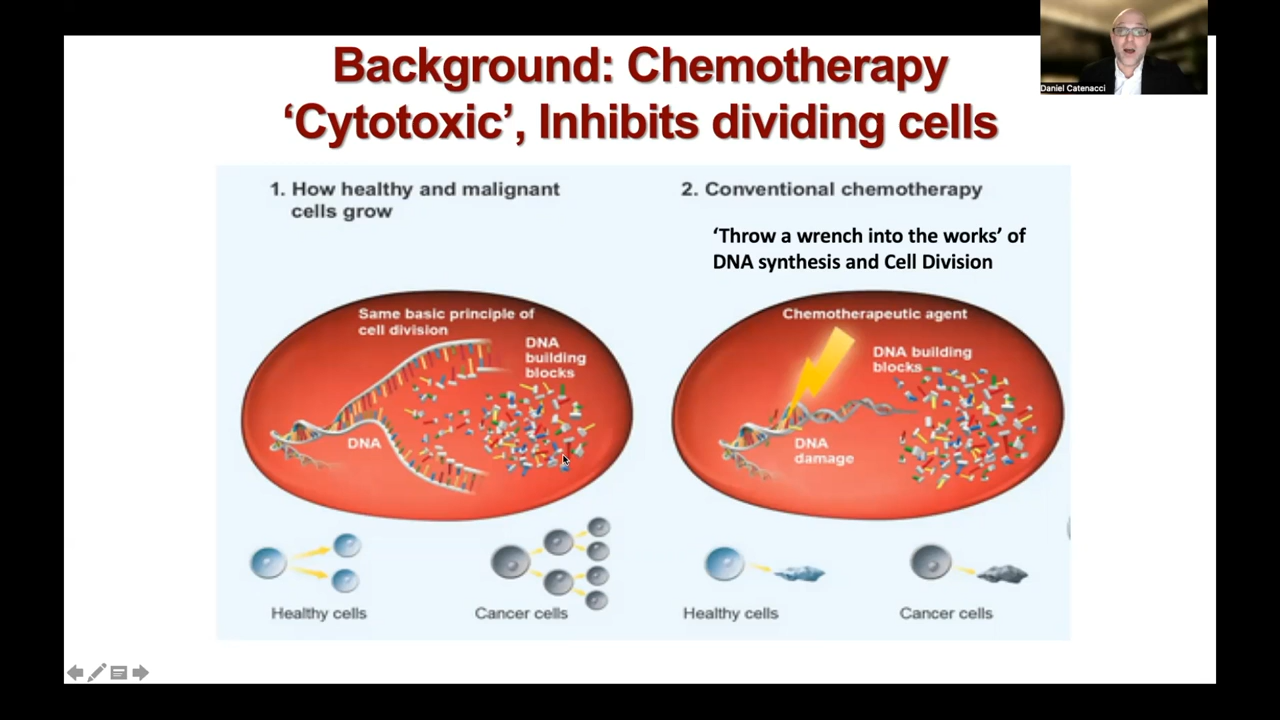 Background: Chemotherapy
‘Cytotoxic’, Inhibits dividing cells
Daniel Catenacci
1. How healthy and malignant
cells grow
Same basic principle of
cell division
DNA
building
blocks
DNA
Healthy cells
Cancer cells
2. Conventional chemotherapy
‘Throw a wrench into the works’ of
DNA synthesis and Cell Division
Chemotherapeutic agent
DNA building
blocks
DNA
damage
Healthy cells
Cancer cells